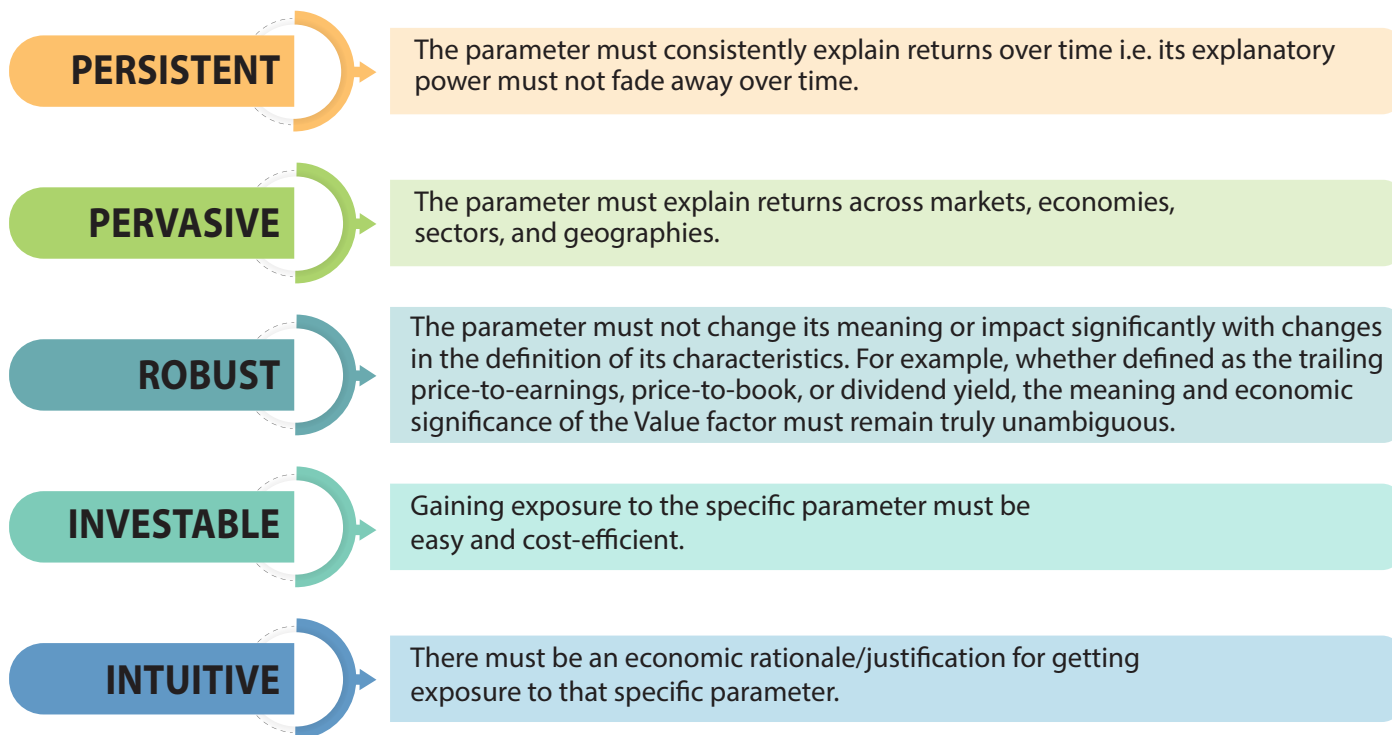 PERSISTENT
The parameter must consistently explain returns over time i.e. its explanatory
power must not fade away over time.
PERVASIVE
The parameter must explain returns across markets, economies,
sectors, and geographies.
ROBUST
The parameter must not change its meaning or impact significantly with changes
in the definition of its characteristics. For example, whether defined as the trailing
price-to-earnings, price-to-book, or dividend yield, the meaning and economic
significance of the Value factor must remain truly unambiguous.
INVESTABLE
Gaining exposure to the specific parameter must be
easy and cost-efficient.
INTUITIVE
There must be an economic rationale/justification for getting
exposure to that specific parameter.